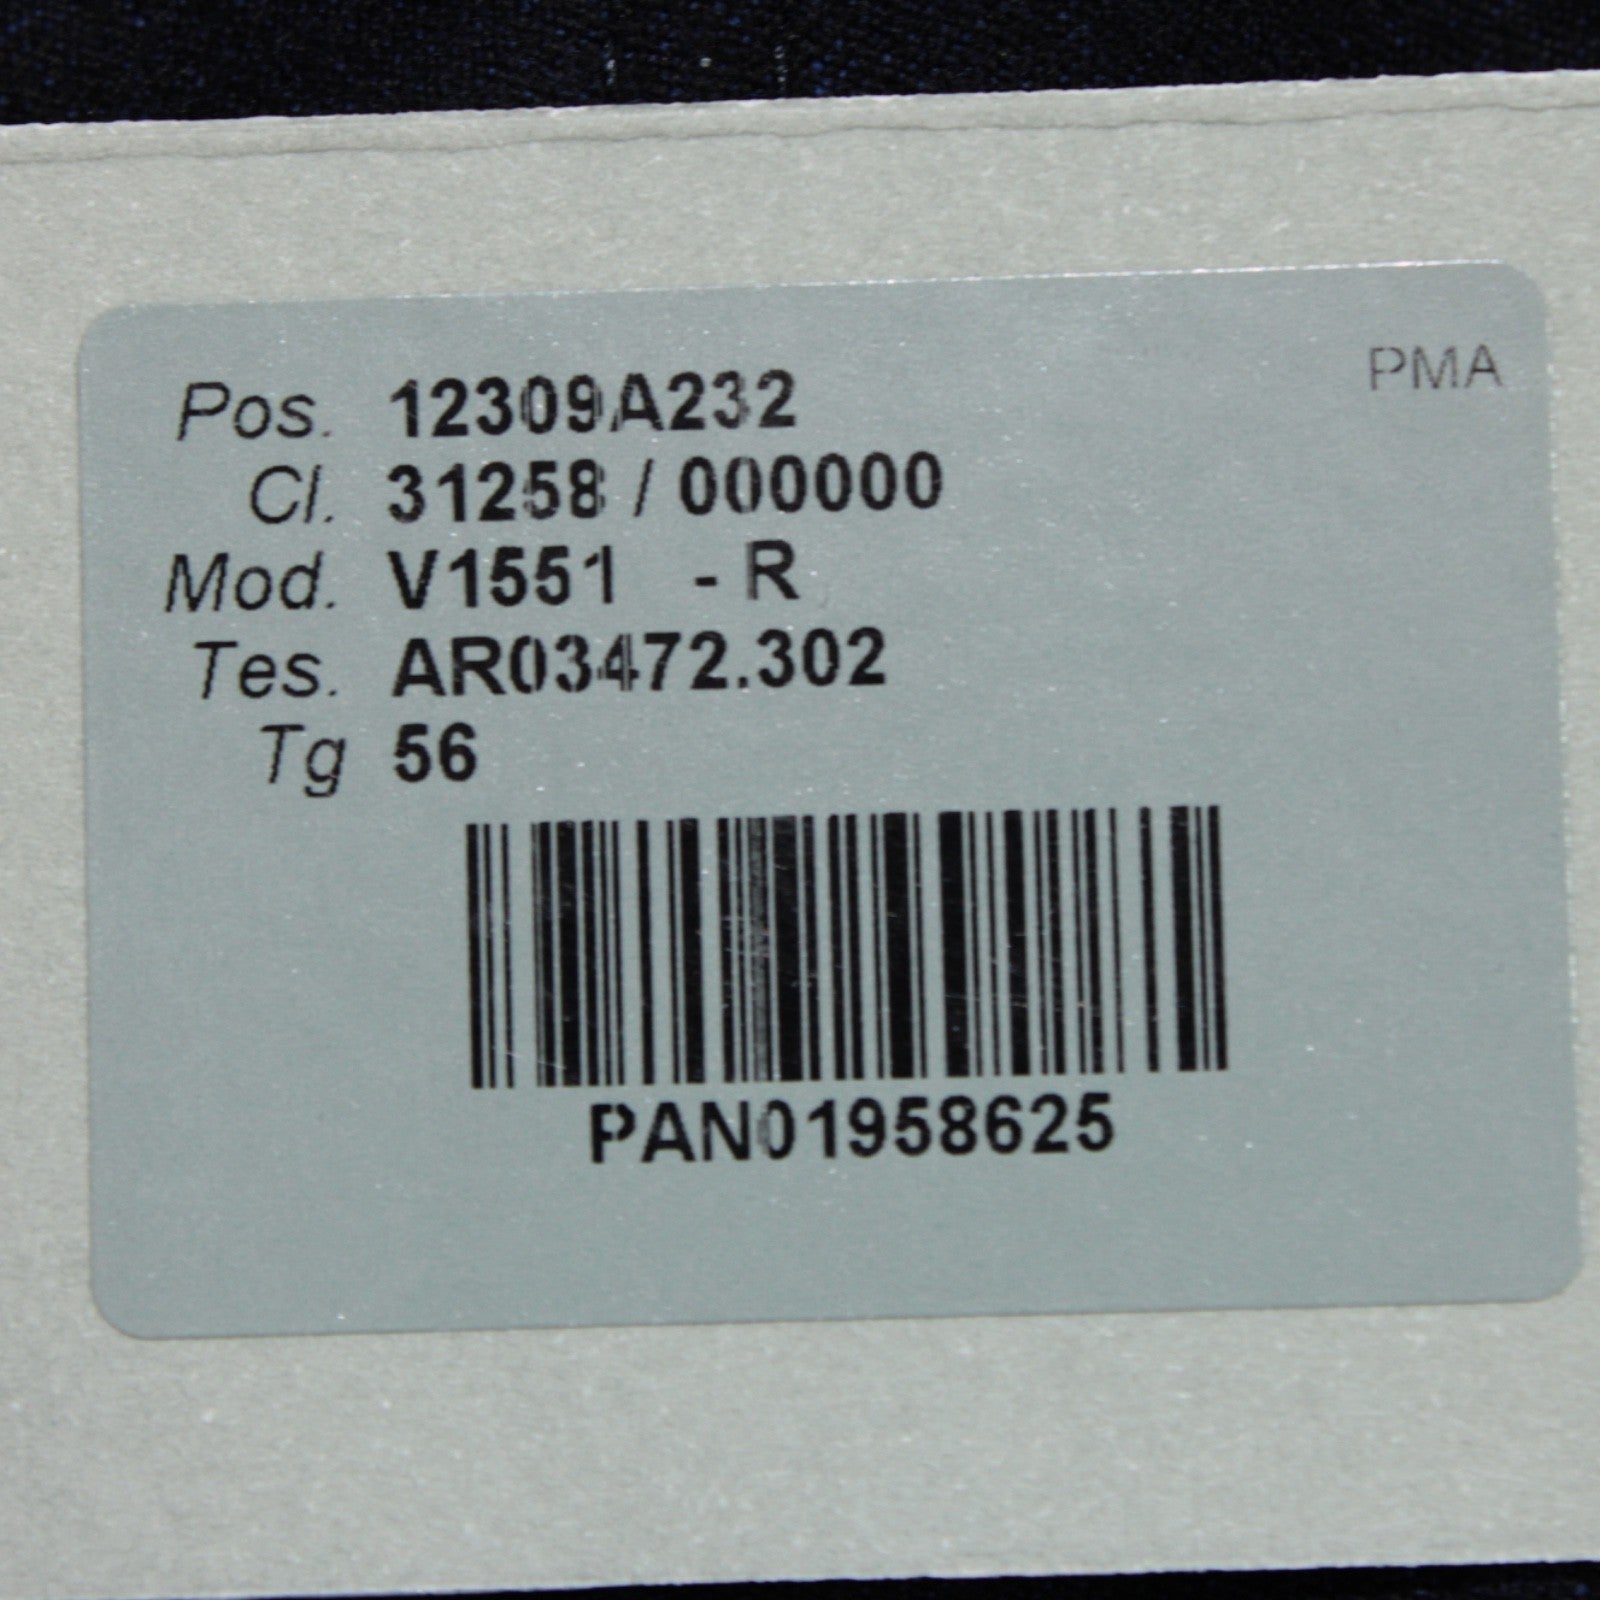 PMA
Pos. 12309A232
Cl. 31258 / 000000
Mod. V1551 - R
Tes. AR03472.302
Tg 56
PAN01958625